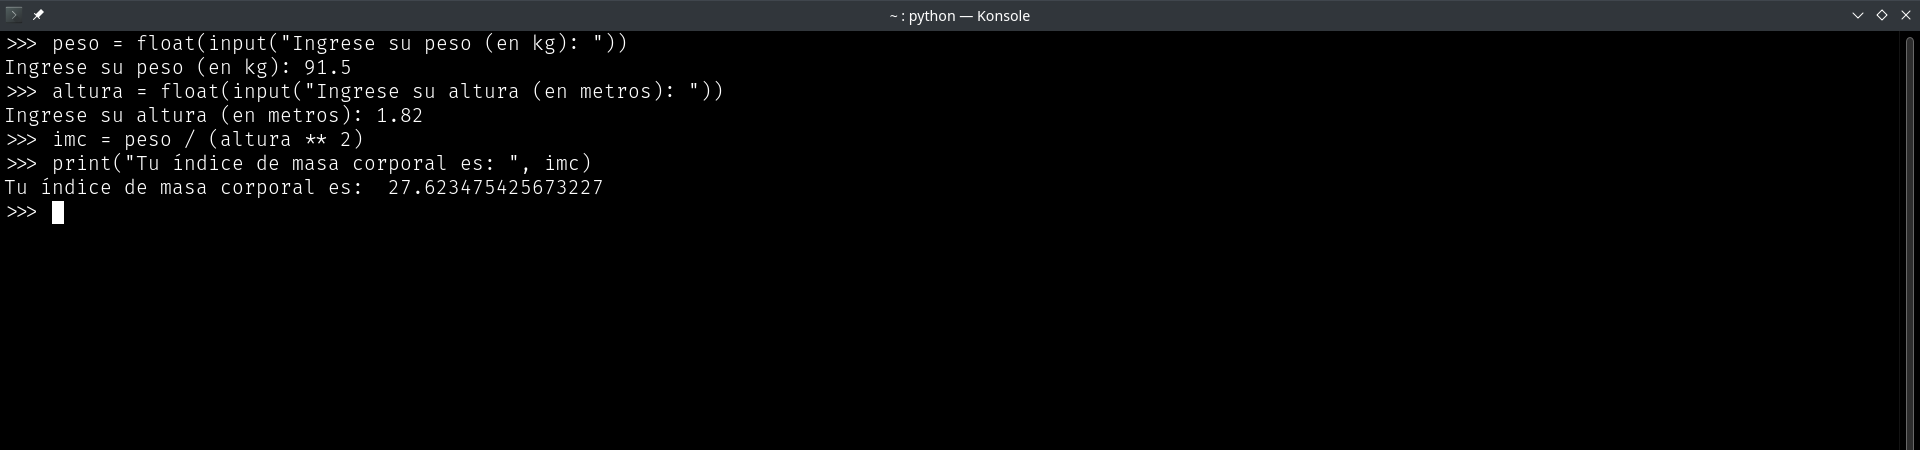 ~ : python — Konsole
>>> peso = float(input("Ingrese su peso (en kg): "))
Ingrese su peso (en kg): 91.5
>>> altura = float(input("Ingrese su altura (en metros): "))
Ingrese su altura (en metros): 1.82
>>> imc = peso / (altura ** 2)
>>> print("Tu índice de masa corporal es: ", imc)
Tu índice de masa corporal es:  27.623475425673227
>>>